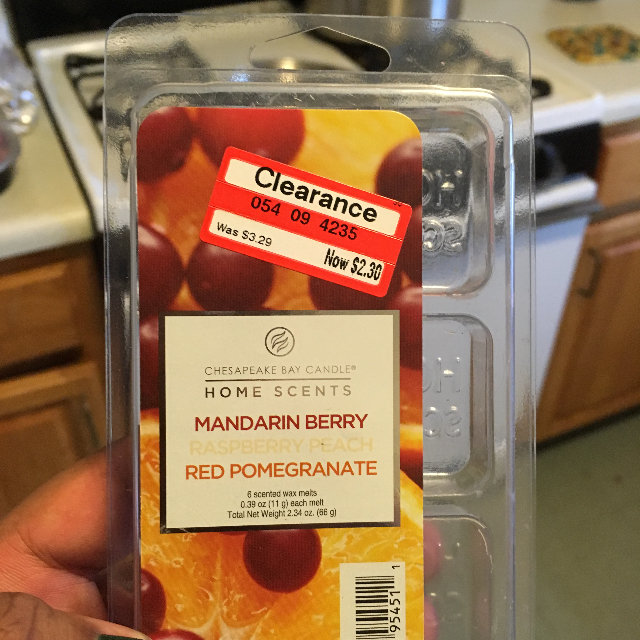 Clearance
054 09 4235
Was $3.29
Now $2.30
CHESAPEAKE BAY CANDLE®
HOME SCENTS
MANDARIN BERRY
RASPBERRY PEACH
RED POMEGRANATE
6 scented wax melts
0.39 oz (11 g) each melt
Total Net Weight 2.34 oz. (66 g)
95451 1